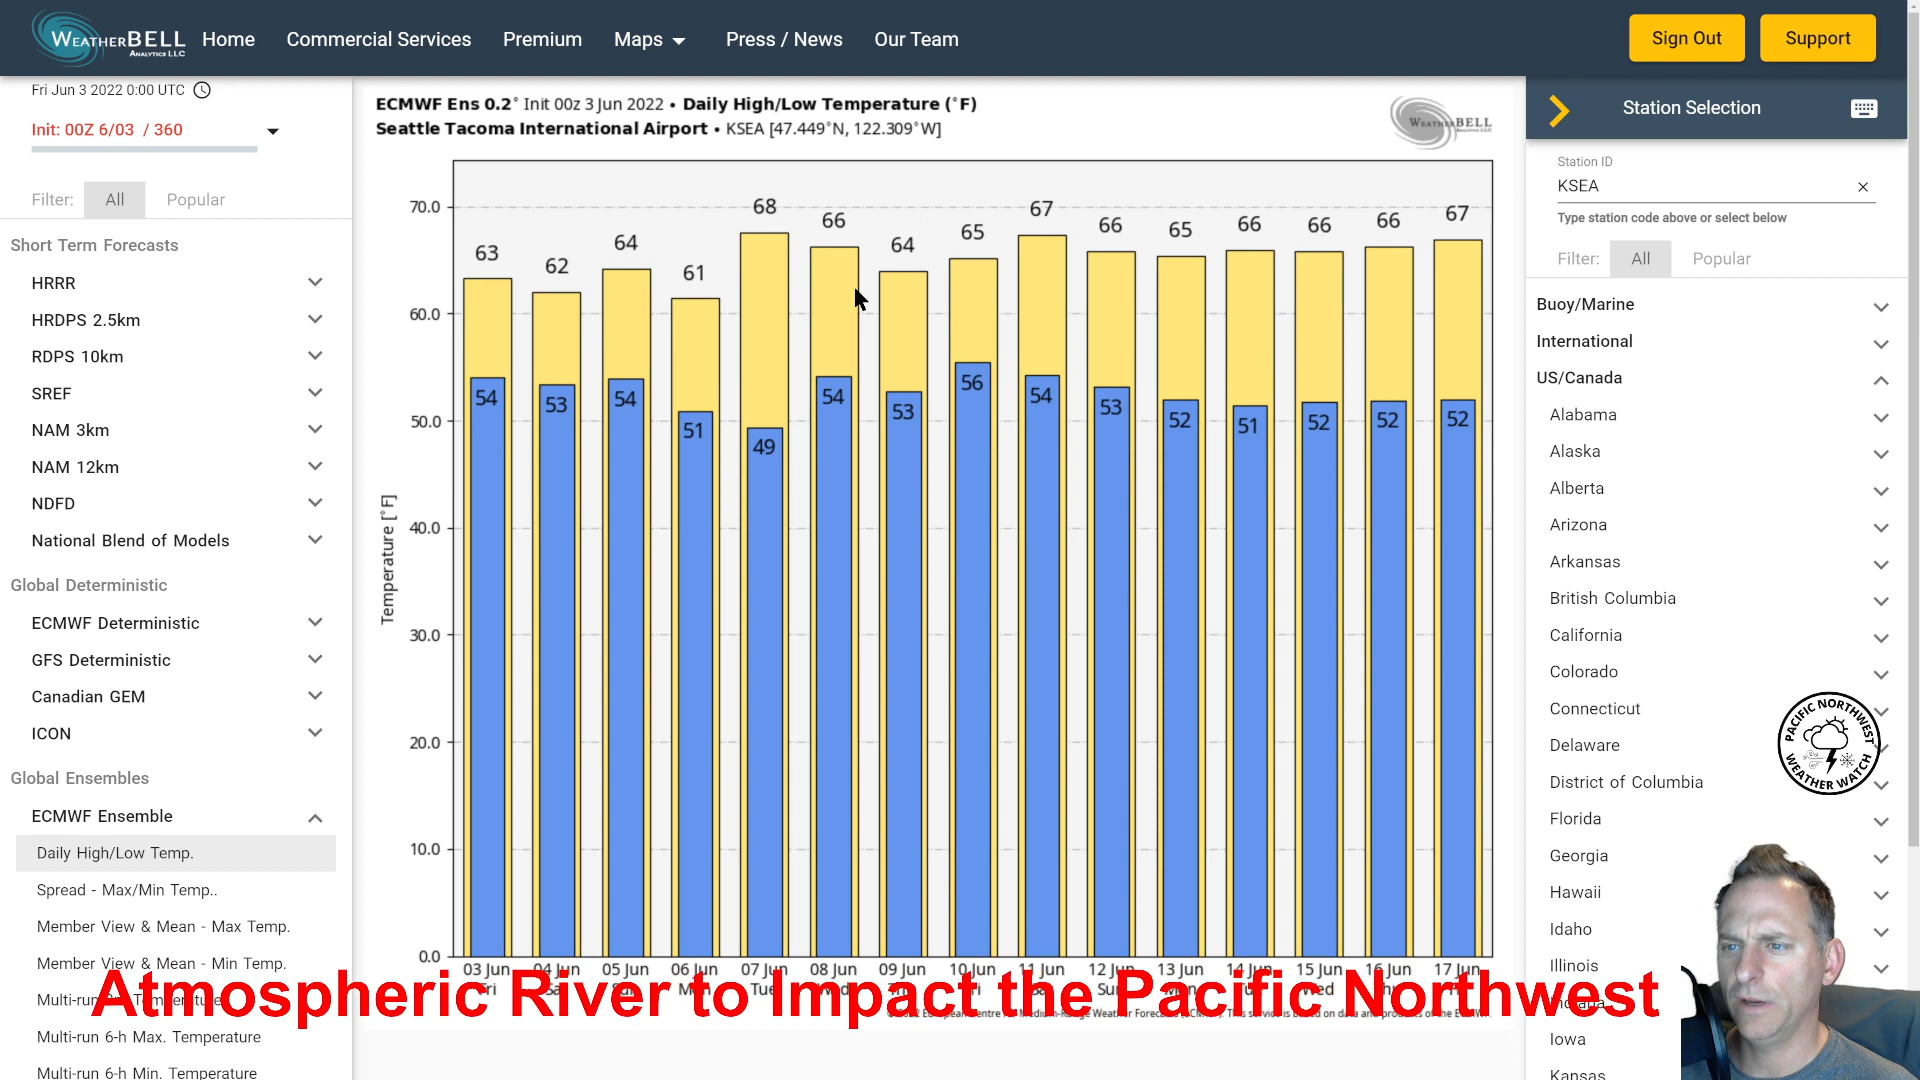 WEATHERBELL
ANALYTICS LLC
Home
Commercial Services
Premium
Maps
Press / News
Our Team
Sign Out
Support
Fri Jun 3 2022 0:00 UTC
Init: 00Z 6/03 / 360
Filter: All Popular
Short Term Forecasts
HRRR
HRDPS 2.5km
RDPS 10km
SREF
NAM 3km
NAM 12km
NDFD
National Blend of Models
Global Deterministic
ECMWF Deterministic
GFS Deterministic
Canadian GEM
ICON
Global Ensembles
ECMWF Ensemble
Daily High/Low Temp.
Spread - Max/Min Temp..
Member View & Mean - Max Temp.
Member View & Mean - Min Temp.
Multi-run 6-h Max. Temperature
Multi-run 6-h Min. Temperature
ECMWF Ens 0.2° Init 00z 3 Jun 2022 • Daily High/Low Temperature (°F)
Seattle Tacoma International Airport • KSEA [47.449°N, 122.309°W]
WEATHERBELL
Temperature [°F]
70.0
60.0
50.0
40.0
30.0
20.0
10.0
0.0
63 62 64 61 68 66 64 65 67 66 65 66 66 66 67
54 53 54 51 49 54 53 56 54 53 52 51 52 52 52
03 Jun 04 Jun 05 Jun 06 Jun 07 Jun 08 Jun 09 Jun 10 Jun 11 Jun 12 Jun 13 Jun 14 Jun 15 Jun 16 Jun 17 Jun
Atmospheric River to Impact the Pacific Northwest
Station Selection
Station ID
KSEA
Type station code above or select below
Filter: All Popular
Buoy/Marine
International
US/Canada
Alabama
Alaska
Alberta
Arizona
Arkansas
British Columbia
California
Colorado
Connecticut
Delaware
District of Columbia
Florida
Georgia
Hawaii
Idaho
Illinois
Indiana
Iowa
Kansas
PACIFIC NORTHWEST
WEATHER WATCH